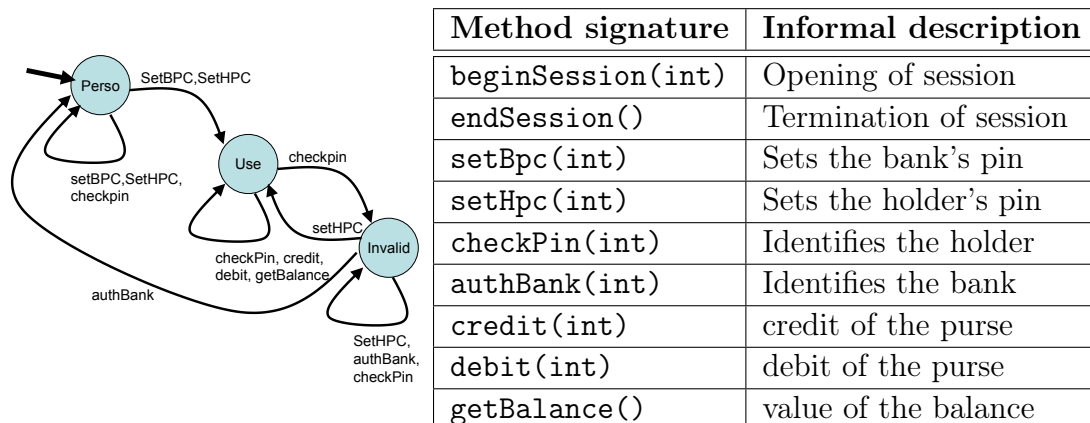 Perso
SetBPC,SetHPC
setBPC,SetHPC,
checkpin
Use
checkpin
setHPC
checkPin, credit,
debit, getBalance
Invalid
authBank
SetHPC,
authBank,
checkPin
Method signature Informal description
beginSession(int) Opening of session
endSession() Termination of session
setBpc(int) Sets the bank's pin
setHpc(int) Sets the holder's pin
checkPin(int) Identifies the holder
authBank(int) Identifies the bank
credit(int) credit of the purse
debit(int) debit of the purse
getBalance() value of the balance